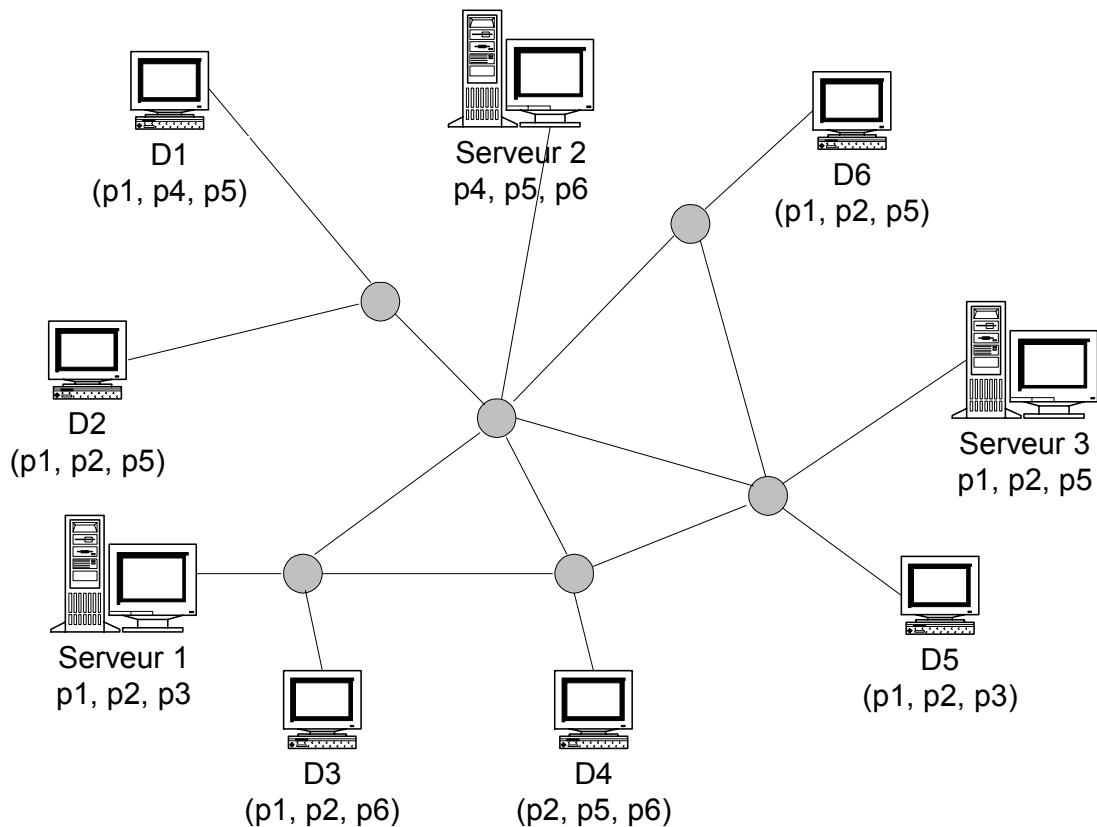 D1
(p1, p4, p5)
Serveur 2
p4, p5, p6
D6
(p1, p2, p5)
D2
(p1, p2, p5)
Serveur 3
p1, p2, p5
Serveur 1
p1, p2, p3
D5
(p1, p2, p3)
D3
(p1, p2, p6)
D4
(p2, p5, p6)